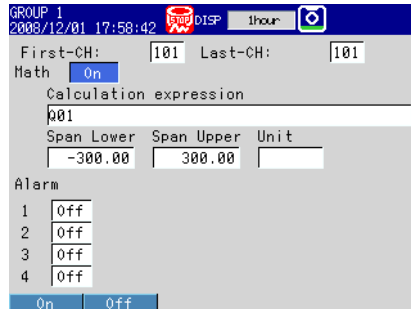 GROUP 1
2008/12/01 17:58:42 STOP DISP 1hour
First-CH: 101 Last-CH: 101
Math On
Calculation expression
Q01
Span Lower Span Upper Unit
-300.00 300.00
Alarm
1 Off
2 Off
3 Off
4 Off
On Off